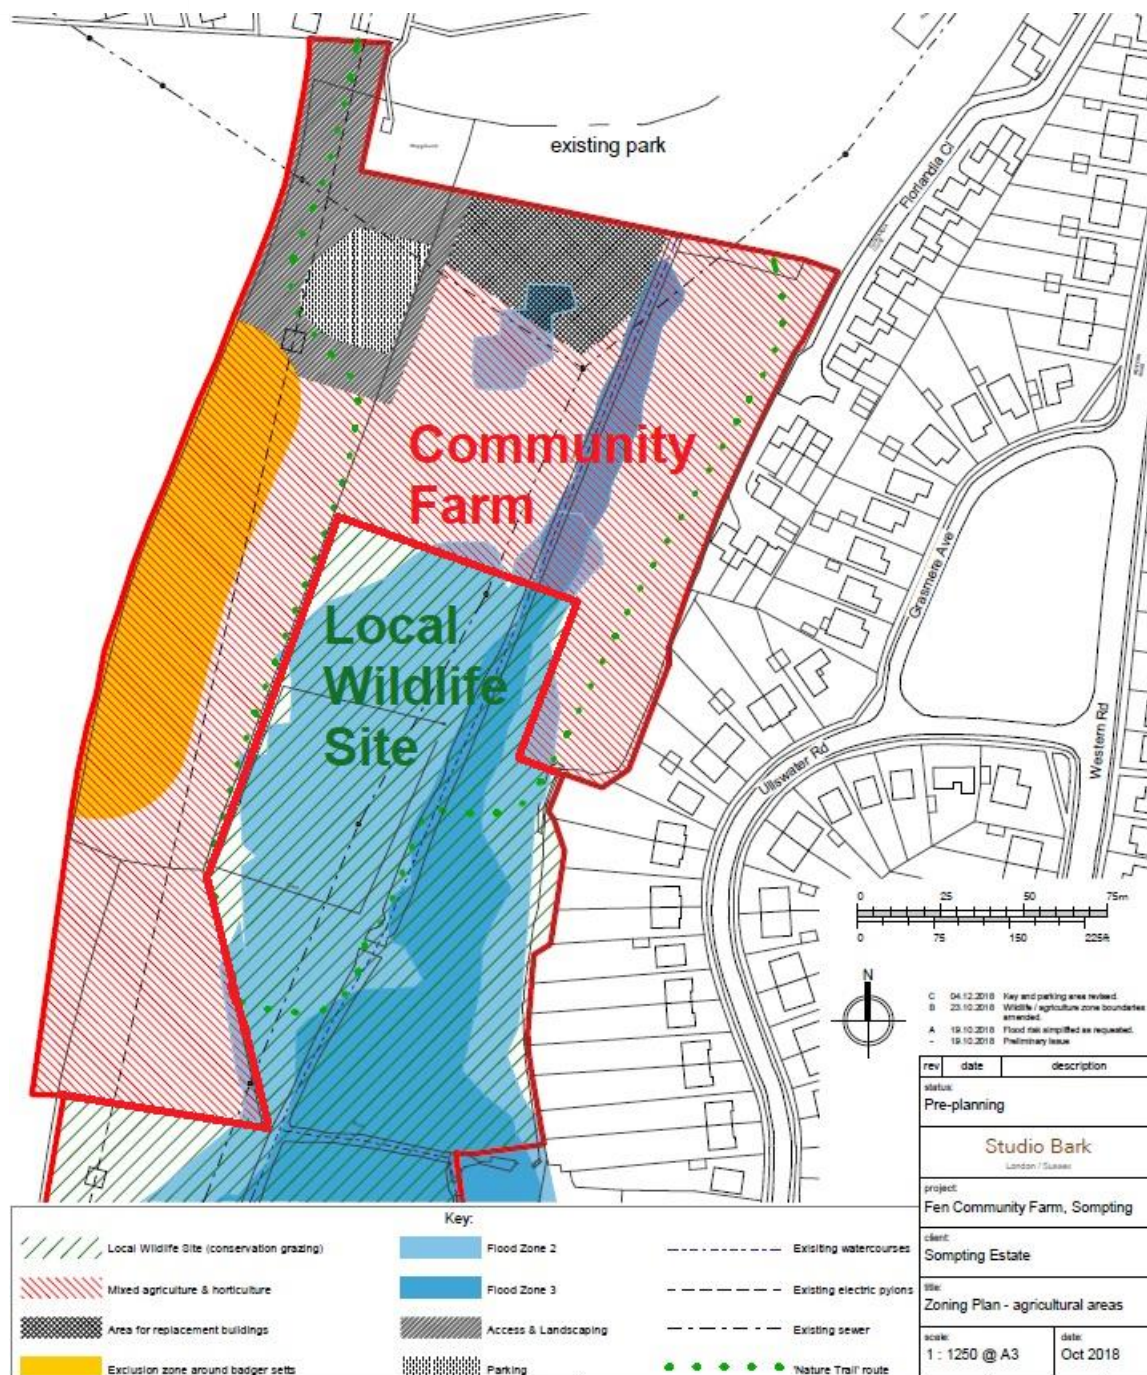 existing park
Florlandia Cl
Community
Farm
Local
Wildlife
Site
Grasmere Ave
Ullswater Rd
Western Rd
0 25 50 75m
0 75 150 225ft
N
C 04.12.2018 Key and parking area revised.
B 23.10.2018 Wildlife / agriculture zone boundaries
amended.
A 19.10.2018 Flood risk simplified as requested.
- 19.10.2018 Preliminary Issue
rev date description
status:
Pre-planning
Studio Bark
London / Sussex
project:
Fen Community Farm, Sompting
client:
Sompting Estate
title:
Zoning Plan - agricultural areas
scale:
1 : 1250 @ A3
date:
Oct 2018
Key:
Local Wildlife Site (conservation grazing)
Mixed agriculture & horticulture
Area for replacement buildings
Exclusion zone around badger setts
Flood Zone 2
Flood Zone 3
Access & Landscaping
Parking
Exisiting watercourses
Existing electric pylons
Existing sewer
'Nature Trail' route